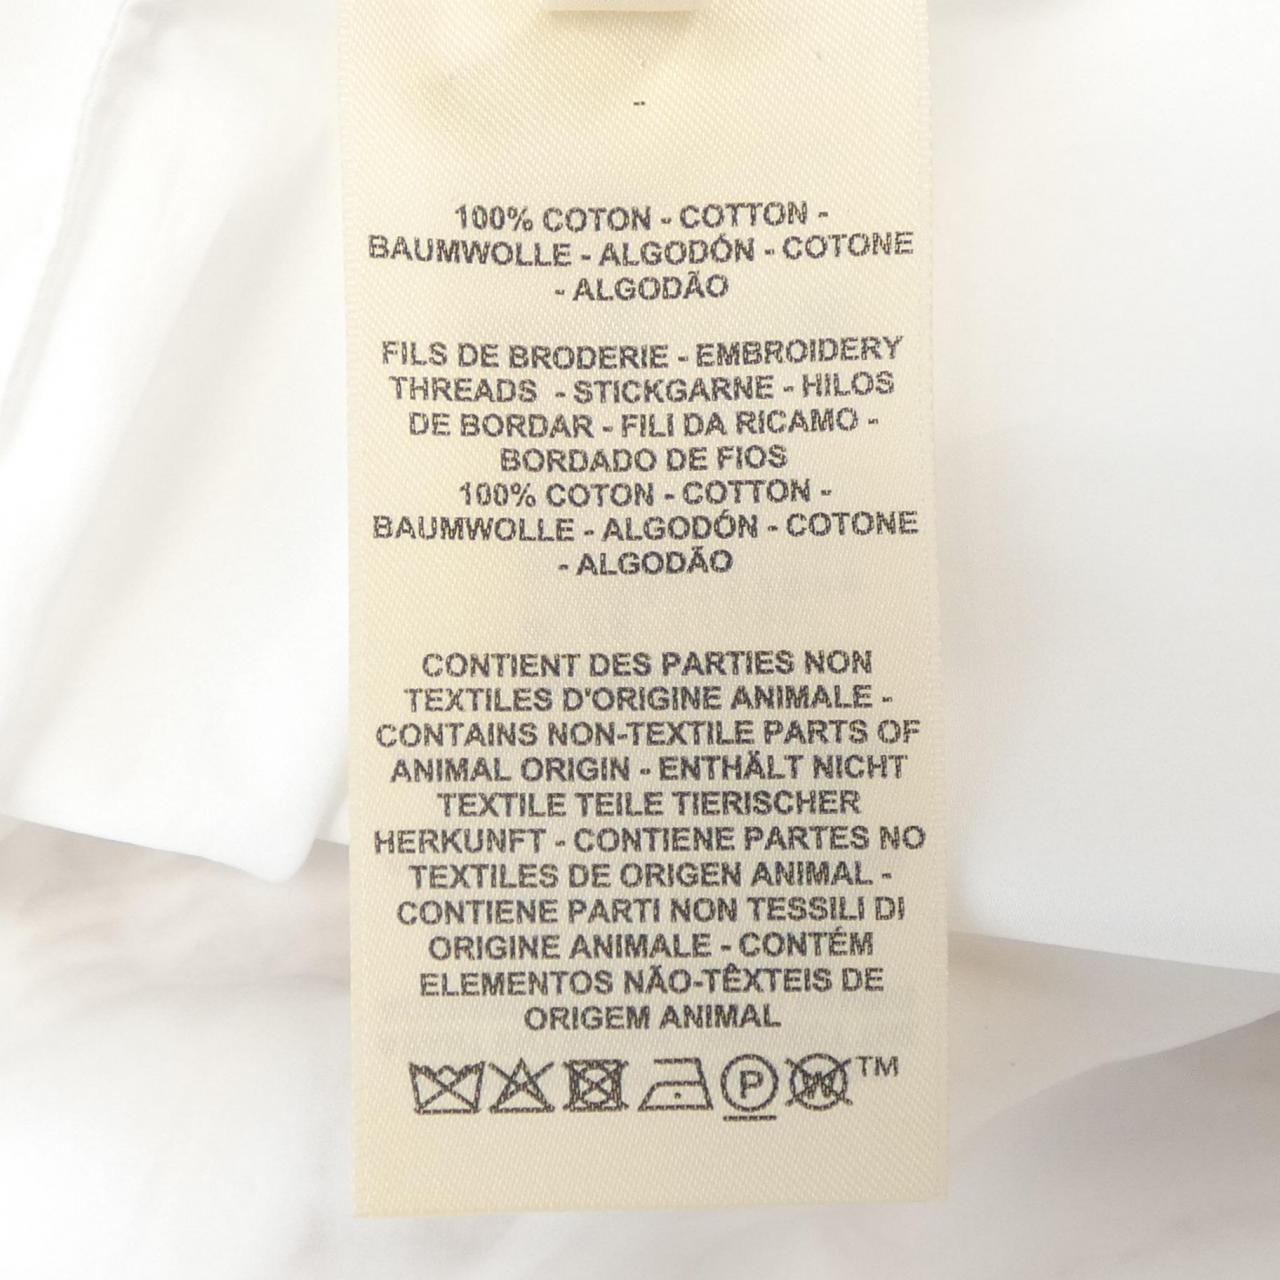 100% COTON - COTTON -
BAUMWOLLE - ALGODÓN - COTONE
- ALGODÃO
FILS DE BRODERIE - EMBROIDERY
THREADS - STICKGARNE - HILOS
DE BORDAR - FILI DA RICAMO -
BORDADO DE FIOS
100% COTON - COTTON -
BAUMWOLLE - ALGODÓN - COTONE
- ALGODÃO
CONTIENT DES PARTIES NON
TEXTILES D'ORIGINE ANIMALE -
CONTAINS NON-TEXTILE PARTS OF
ANIMAL ORIGIN - ENTHÄLT NICHT
TEXTILE TEILE TIERISCHER
HERKUNFT - CONTIENE PARTES NO
TEXTILES DE ORIGEN ANIMAL -
CONTIENE PARTI NON TESSILI DI
ORIGINE ANIMALE - CONTÉM
ELEMENTOS NÃO-TÊXTEIS DE
ORIGEM ANIMAL
P W TM